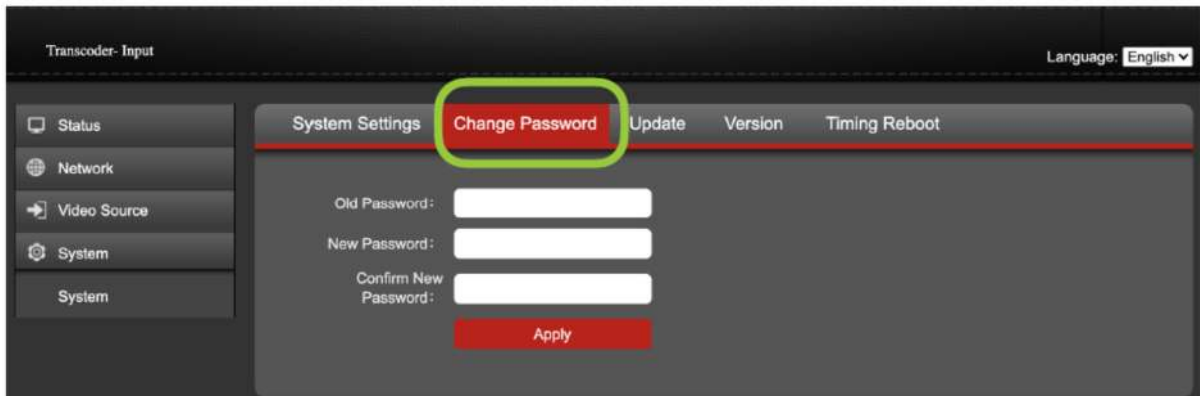 Transcoder- Input
Language: English
Status
Network
Video Source
System
System
System Settings Change Password Update Version Timing Reboot
Old Password:
New Password:
Confirm New
Password:
Apply